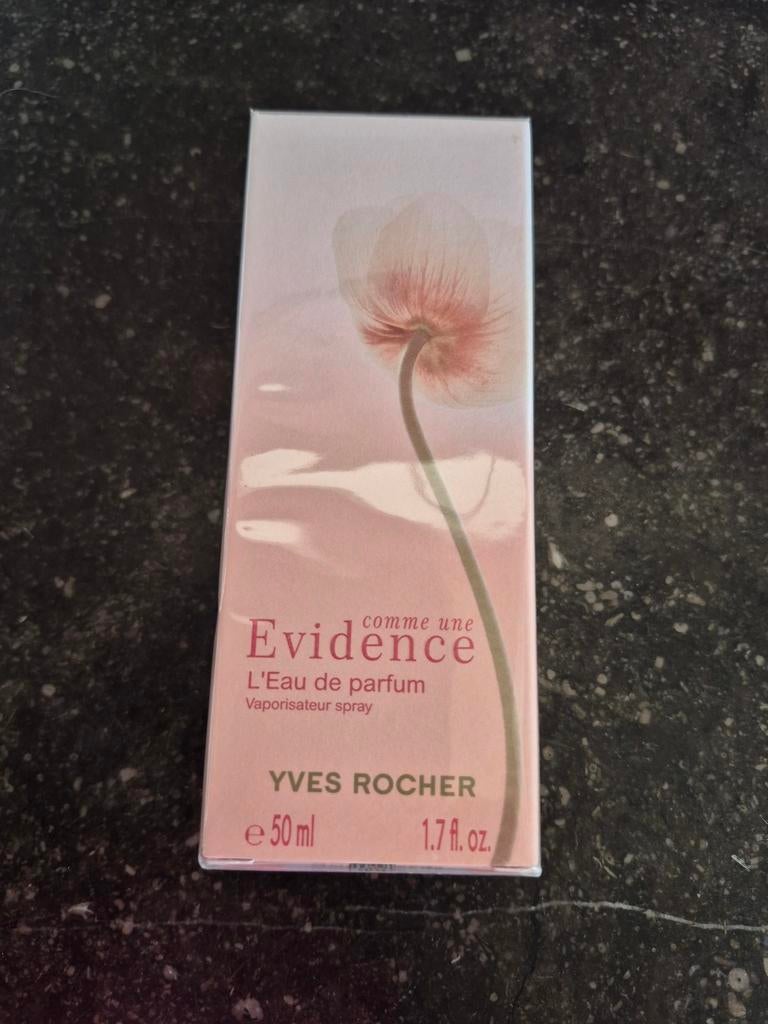 comme une
Evidence
L'Eau de parfum
Vaporisateur spray
YVES ROCHER
℮ 50 ml 1.7 fl. oz.